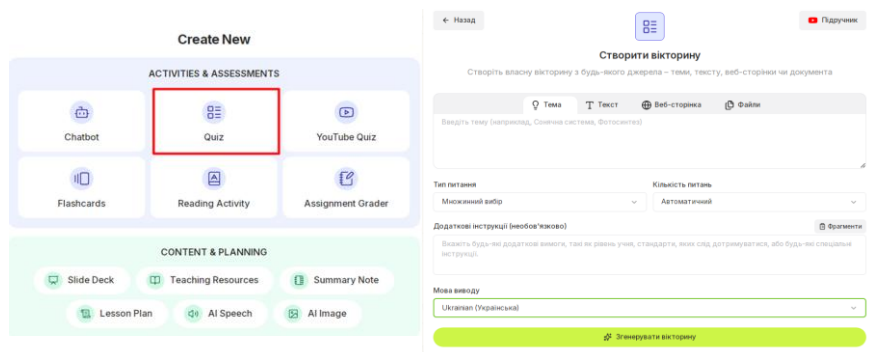 Create New
ACTIVITIES & ASSESSMENTS
Chatbot
Quiz
YouTube Quiz
Flashcards
Reading Activity
Assignment Grader
CONTENT & PLANNING
Slide Deck
Teaching Resources
Summary Note
Lesson Plan
AI Speech
AI Image
← Назад
Підручник
Створити вікторину
Створіть власну вікторину з будь-якого джерела – теми, тексту, веб-сторінки чи документа
Тема
Текст
Веб-сторінка
Файли
Введіть тему (наприклад, Сонячна система, Фотосинтез)
Тип питання
Кількість питань
Множинний вибір
Автоматичний
Додаткові інструкції (необов'язково)
Фрагменти
Вкажіть будь-які додаткові вимоги, такі як рівень учня, стандарти, яких слід дотримуватися, або будь-які спеціальні
інструкції.
Мова виводу
Ukrainian (Українська)
Згенерувати вікторину